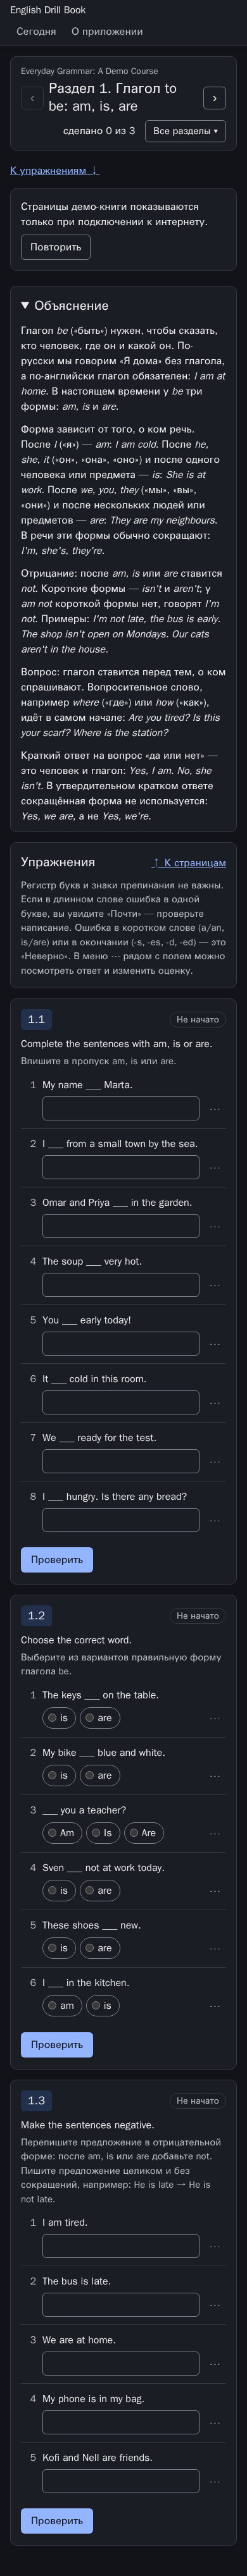 English Drill Book
Сегодня О приложении
Everyday Grammar: A Demo Course
‹ Раздел 1. Глагол to ›
be: am, is, are
сделано 0 из 3 Все разделы ▾
К упражнениям ↓
Страницы демо-книги показываются
только при подключении к интернету.
Повторить
▼ Объяснение
Глагол be («быть») нужен, чтобы сказать,
кто человек, где он и какой он. По-
русски мы говорим «Я дома» без глагола,
а по-английски глагол обязателен: I am at
home. В настоящем времени у be три
формы: am, is и are.
Форма зависит от того, о ком речь.
После I («я») — am: I am cold. После he,
she, it («он», «она», «оно») и после одного
человека или предмета — is: She is at
work. После we, you, they («мы», «вы»,
«они») и после нескольких людей или
предметов — are: They are my neighbours.
В речи эти формы обычно сокращают:
I'm, she's, they're.
Отрицание: после am, is или are ставится
not. Короткие формы — isn't и aren't; у
am not короткой формы нет, говорят I'm
not. Примеры: I'm not late, the bus is early.
The shop isn't open on Mondays. Our cats
aren't in the house.
Вопрос: глагол ставится перед тем, о ком
спрашивают. Вопросительное слово,
например where («где») или how («как»),
идёт в самом начале: Are you tired? Is this
your scarf? Where is the station?
Краткий ответ на вопрос «да или нет» —
это человек и глагол: Yes, I am. No, she
isn't. В утвердительном кратком ответе
сокращённая форма не используется:
Yes, we are, а не Yes, we're.
Упражнения ↑ К страницам
Регистр букв и знаки препинания не важны.
Если в длинном слове ошибка в одной
букве, вы увидите «Почти» — проверьте
написание. Ошибка в коротком слове (a/an,
is/are) или в окончании (-s, -es, -d, -ed) — это
«Неверно». В меню ⋯ рядом с полем можно
посмотреть ответ и изменить оценку.
1.1 Не начато
Complete the sentences with am, is or are.
Впишите в пропуск am, is или are.
1 My name ___ Marta.
⋯
2 I ___ from a small town by the sea.
⋯
3 Omar and Priya ___ in the garden.
⋯
4 The soup ___ very hot.
⋯
5 You ___ early today!
⋯
6 It ___ cold in this room.
⋯
7 We ___ ready for the test.
⋯
8 I ___ hungry. Is there any bread?
⋯
Проверить
1.2 Не начато
Choose the correct word.
Выберите из вариантов правильную форму
глагола be.
1 The keys ___ on the table.
is are ⋯
2 My bike ___ blue and white.
is are ⋯
3 ___ you a teacher?
Am Is Are ⋯
4 Sven ___ not at work today.
is are ⋯
5 These shoes ___ new.
is are ⋯
6 I ___ in the kitchen.
am is ⋯
Проверить
1.3 Не начато
Make the sentences negative.
Перепишите предложение в отрицательной
форме: после am, is или are добавьте not.
Пишите предложение целиком и без
сокращений, например: He is late → He is
not late.
1 I am tired.
⋯
2 The bus is late.
⋯
3 We are at home.
⋯
4 My phone is in my bag.
⋯
5 Kofi and Nell are friends.
⋯
Проверить